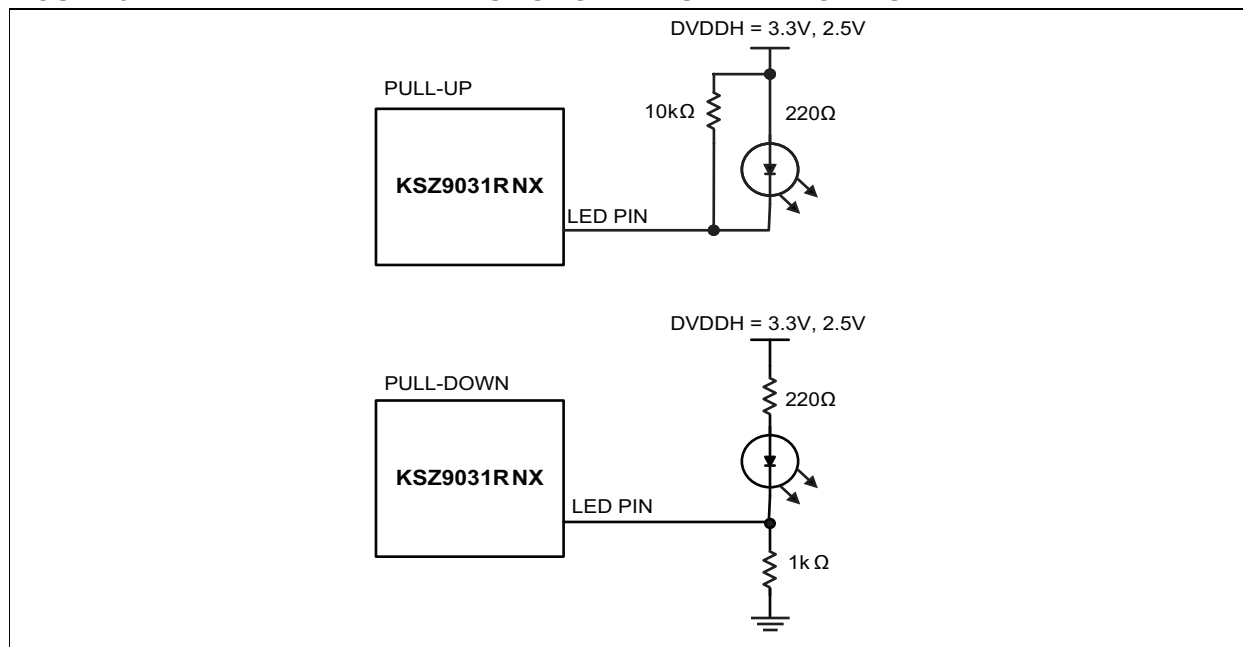 DVDDH = 3.3V, 2.5V
PULL-UP
10kΩ
220Ω
KSZ9031RNX
LED PIN
DVDDH = 3.3V, 2.5V
PULL-DOWN
220Ω
KSZ9031RNX
LED PIN
1kΩ